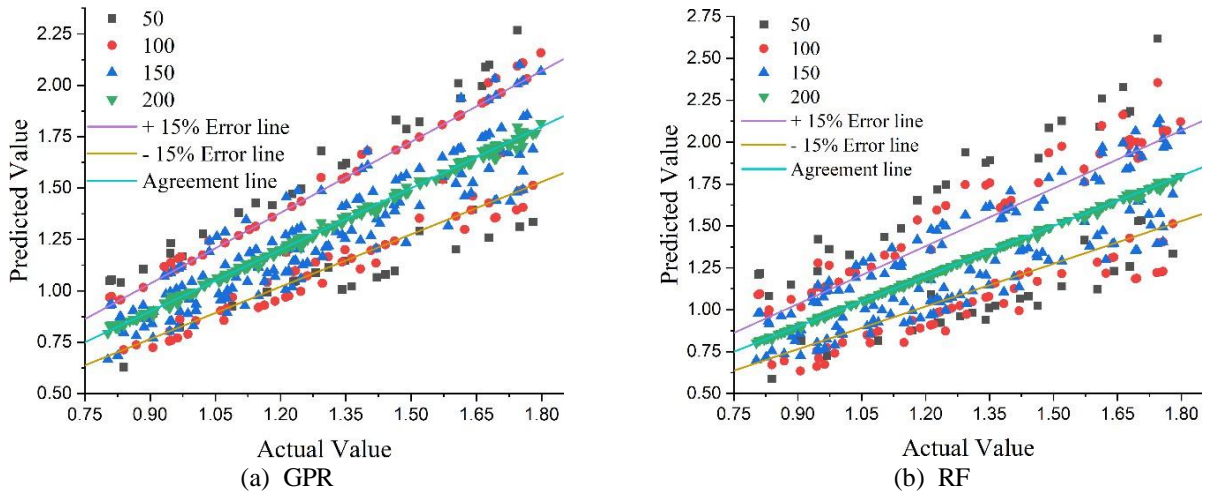 2.25
2.00
1.75
1.50
1.25
1.00
0.75
0.50
Predicted Value
50
100
150
200
+ 15% Error line
- 15% Error line
Agreement line
0.75 0.90 1.05 1.20 1.35 1.50 1.65 1.80
Actual Value
(a) GPR
2.75
2.50
2.25
2.00
1.75
1.50
1.25
1.00
0.75
0.50
Predicted Value
50
100
150
200
+ 15% Error line
- 15% Error line
Agreement line
0.75 0.90 1.05 1.20 1.35 1.50 1.65 1.80
Actual Value
(b) RF